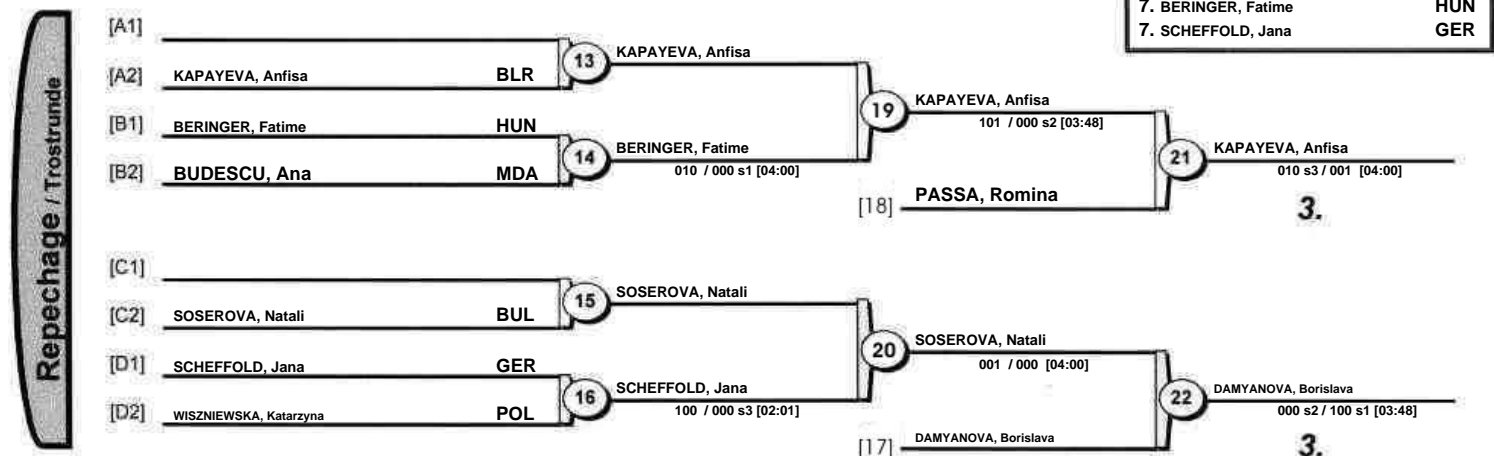 7. BERINGER, Fatime HUN
7. SCHEFFOLD, Jana GER
Repechage / Trostrunde
[A1]
[A2] KAPAYEVA, Anfisa BLR
13 KAPAYEVA, Anfisa
[B1] BERINGER, Fatime HUN
[B2] BUDESCU, Ana MDA
14 BERINGER, Fatime
010 / 000 s1 [04:00]
19 KAPAYEVA, Anfisa
101 / 000 s2 [03:48]
[18] PASSA, Romina
21 KAPAYEVA, Anfisa
010 s3 / 001 [04:00]
3.
[C1]
[C2] SOSEROVA, Natali BUL
15 SOSEROVA, Natali
[D1] SCHEFFOLD, Jana GER
[D2] WISZNIEWSKA, Katarzyna POL
16 SCHEFFOLD, Jana
100 / 000 s3 [02:01]
20 SOSEROVA, Natali
001 / 000 [04:00]
[17] DAMYANOVA, Borislava
22 DAMYANOVA, Borislava
000 s2 / 100 s1 [03:48]
3.